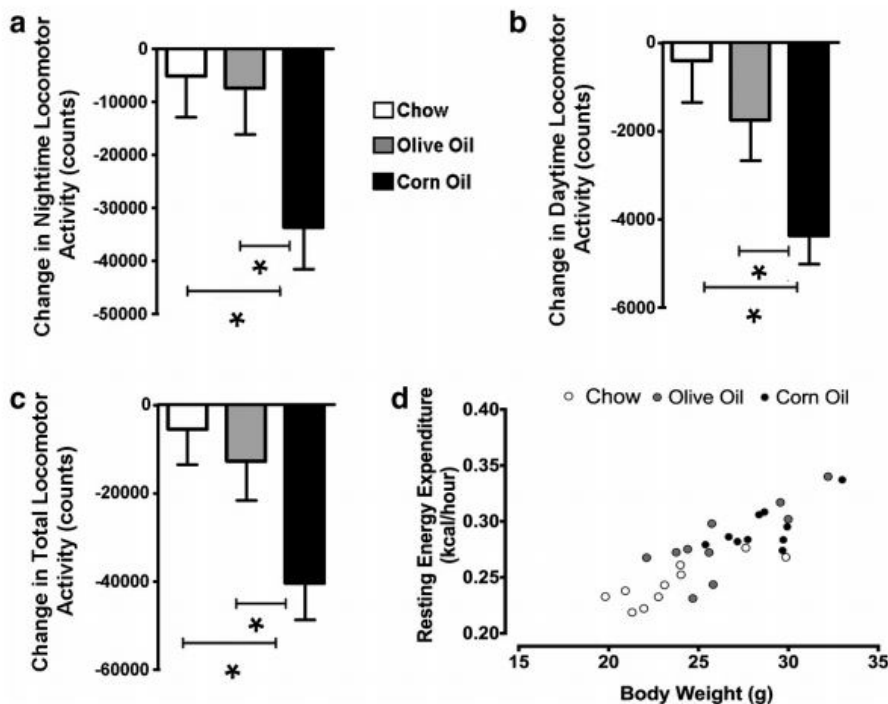 a
Change in Nightime Locomotor
Activity (counts)
0
-10000
-20000
-30000
-40000
-50000
*
*
Chow
Olive Oil
Corn Oil
b
Change in Daytime Locomotor
Activity (counts)
0
-2000
-4000
-6000
*
*
c
Change in Total Locomotor
Activity (counts)
0
-20000
-40000
-60000
*
*
d
Chow Olive Oil Corn Oil
Resting Energy Expenditure
(kcal/hour)
0.40
0.35
0.30
0.25
0.20
15 20 25 30 35
Body Weight (g)